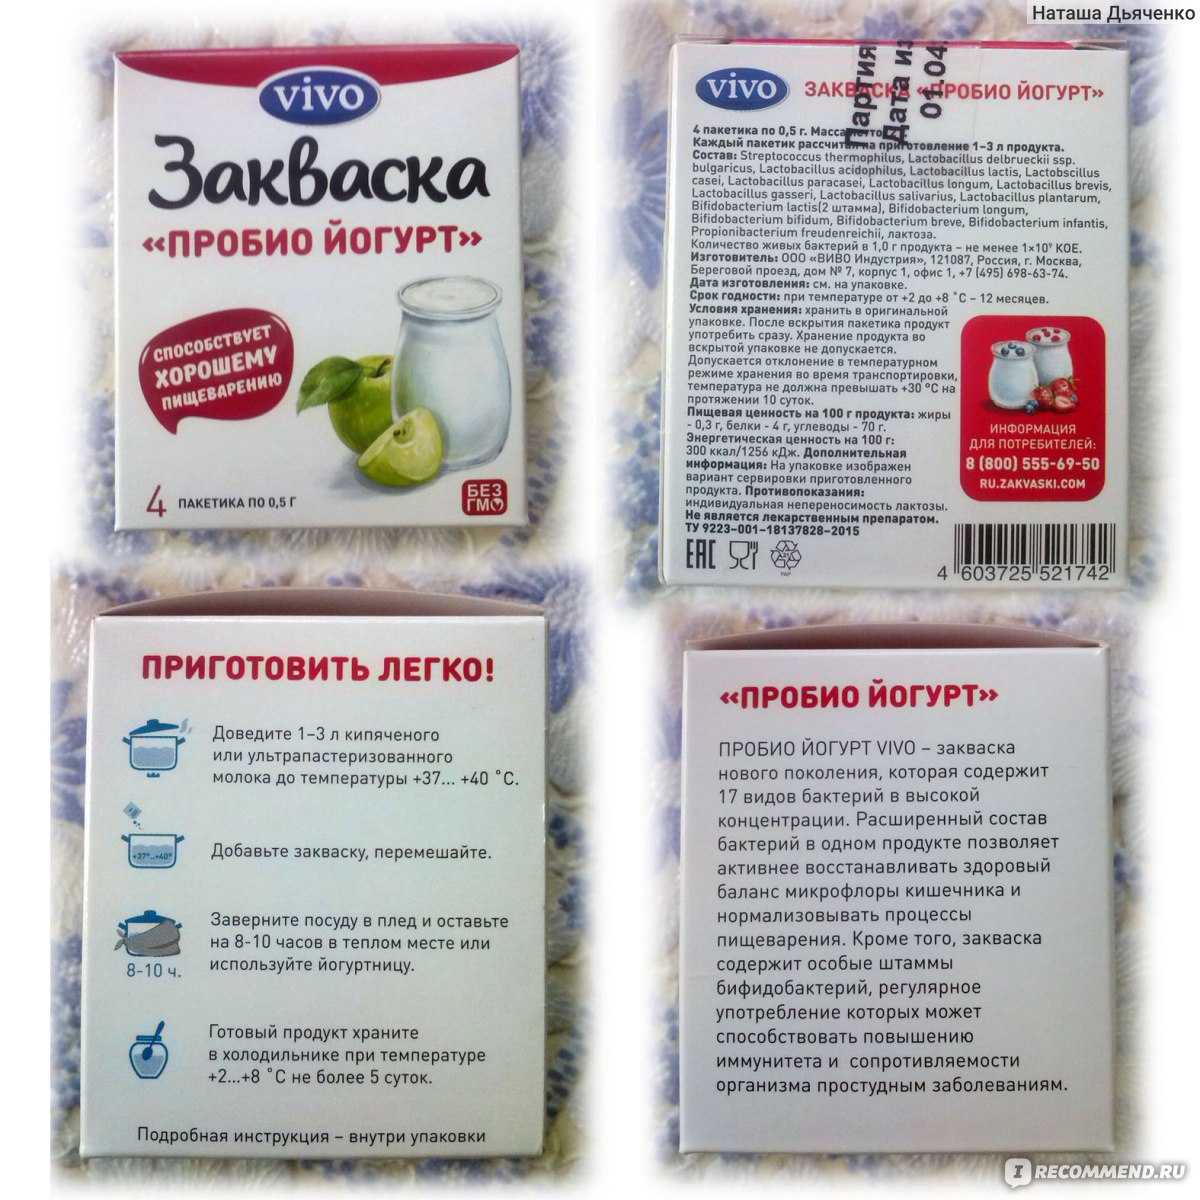 Наташа Дьяченко
vivo
Закваска
«ПРОБИО ЙОГУРТ»
СПОСОБСТВУЕТ
ХОРОШЕМУ
ПИЩЕВАРЕНИЮ
4 ПАКЕТИКА ПО 0,5 Г
БЕЗ
ГМО
vivo ЗАКВАСКА «ПРОБИО ЙОГУРТ»
Партия
Дата из
01.04.
4 пакетика по 0,5 г. Масса нетто
Каждый пакетик рассчитан на приготовление 1–3 л продукта.
Состав: Streptococcus thermophilus, Lactobacillus delbrueckii ssp.
bulgaricus, Lactobacillus acidophilus, Lactobacillus lactis, Lactobscillus
casei, Lactobacillus paracasei, Lactobacillus longum, Lactobacillus brevis,
Lactobacillus gasseri, Lactobacillus salivarius, Lactobacillus plantarum,
Bifidobacterium lactis(2 штамма), Bifidobacterium longum,
Bifidobacterium bifidum, Bifidobacterium breve, Bifidobacterium infantis,
Propionibacterium freudenreichii, лактоза.
Количество живых бактерий в 1,0 г продукта – не менее 1×10⁹ КОЕ.
Изготовитель: ООО «ВИВО Индустрия», 121087, Россия, г. Москва,
Береговой проезд, дом № 7, корпус 1, офис 1, +7 (495) 698-63-74.
Дата изготовления: см. на упаковке.
Срок годности: при температуре от +2 до +8 ˚С – 12 месяцев.
Условия хранения: хранить в оригинальной
упаковке. После вскрытия пакетика продукт
употребить сразу. Хранение продукта во
вскрытой упаковке не допускается.
Допускается отклонение в температурном
режиме хранения во время транспортировки,
температура не должна превышать +30 °С на
протяжении 10 суток.
Пищевая ценность на 100 г продукта: жиры
- 0,3 г, белки - 4 г, углеводы - 70 г.
Энергетическая ценность на 100 г:
300 ккал/1256 кДж. Дополнительная
информация: На упаковке изображен
вариант сервировки приготовленного
продукта. Противопоказания:
индивидуальная непереносимость лактозы.
Не является лекарственным препаратом.
ТУ 9223–001–18137828–2015
ИНФОРМАЦИЯ
ДЛЯ ПОТРЕБИТЕЛЕЙ:
8 (800) 555-69-50
RU.ZAKVASKI.COM
EAC
PAP
4 603725 521742
ПРИГОТОВИТЬ ЛЕГКО!
Доведите 1–3 л кипяченого
или ультрапастеризованного
молока до температуры +37... +40 ˚С.
+37°...+40°
Добавьте закваску, перемешайте.
Заверните посуду в плед и оставьте
на 8-10 часов в теплом месте или
используйте йогуртницу.
8-10 ч.
Готовый продукт храните
в холодильнике при температуре
+2...+8 ˚С не более 5 суток.
Подробная инструкция – внутри упаковки
«ПРОБИО ЙОГУРТ»
ПРОБИО ЙОГУРТ VIVO – закваска
нового поколения, которая содержит
17 видов бактерий в высокой
концентрации. Расширенный состав
бактерий в одном продукте позволяет
активнее восстанавливать здоровый
баланс микрофлоры кишечника и
нормализовывать процессы
пищеварения. Кроме того, закваска
содержит особые штаммы
бифидобактерий, регулярное
употребление которых может
способствовать повышению
иммунитета и сопротивляемости
организма простудным заболеваниям.
IRECOMMEND.RU